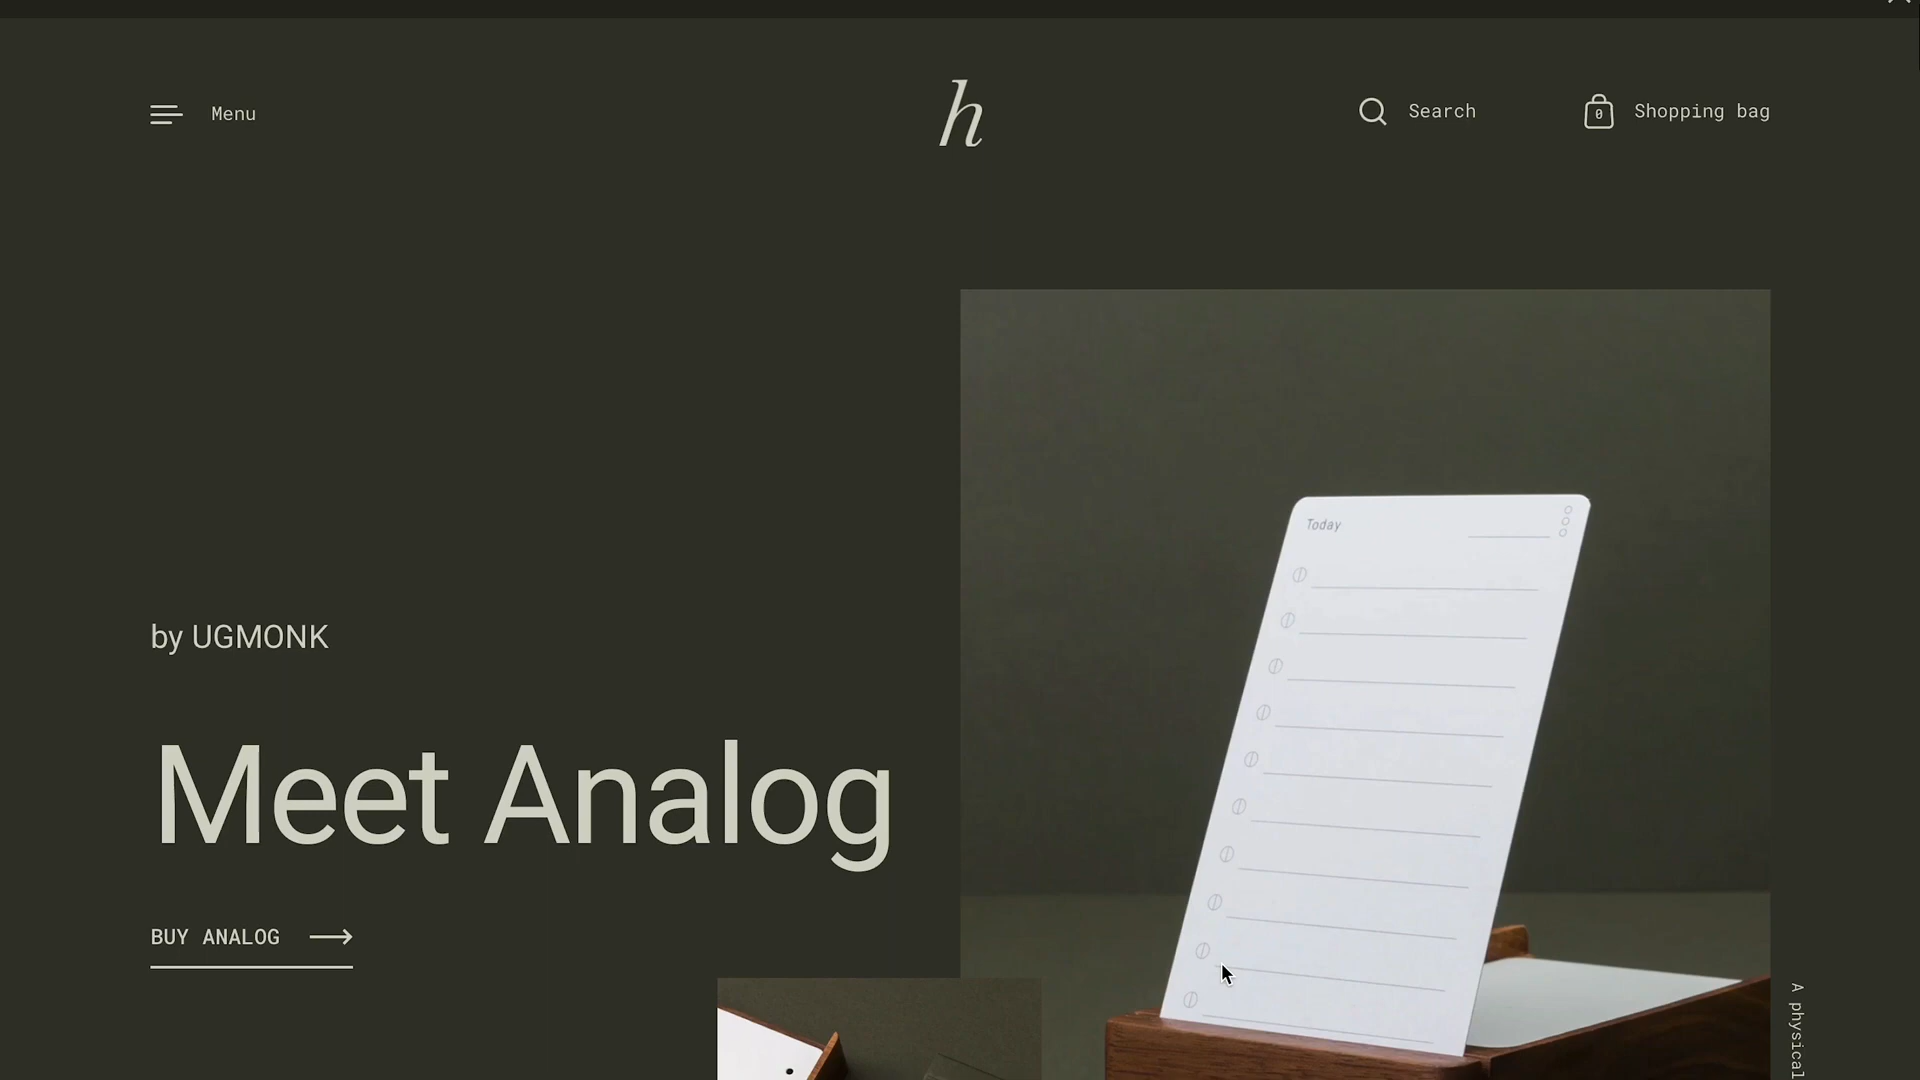 Menu
h
Search
0
Shopping bag
Today
by UGMONK
Meet Analog
BUY ANALOG
A physical